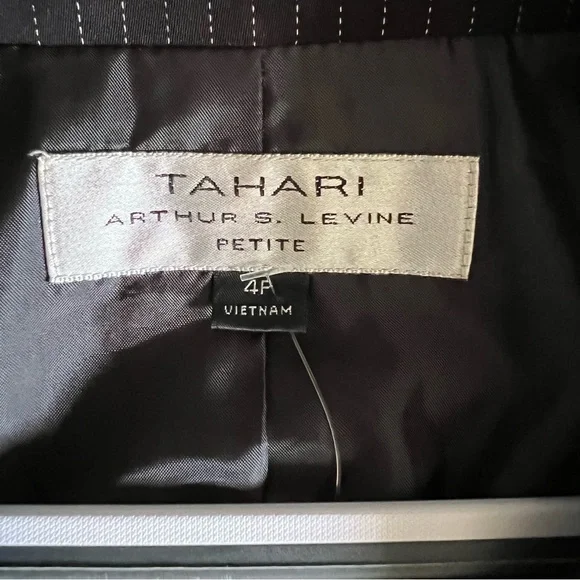 TAHARI
ARTHUR S. LEVINE
PETITE
4P
VIETNAM